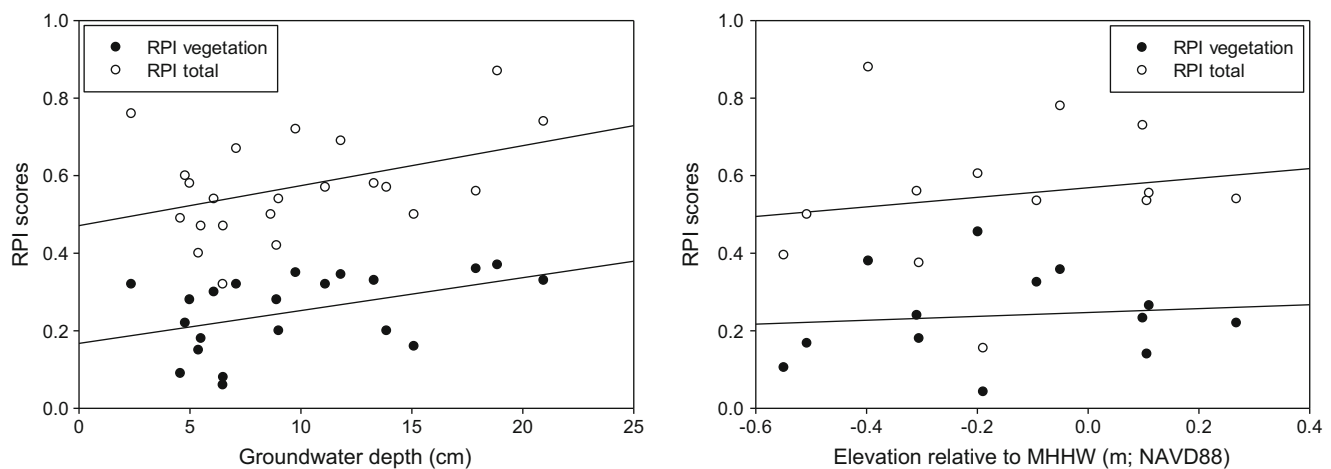 1.0
0.8
0.6
0.4
0.2
0.0
RPI scores
RPI vegetation
RPI total
0 5 10 15 20 25
Groundwater depth (cm)
1.0
0.8
0.6
0.4
0.2
0.0
RPI scores
RPI vegetation
RPI total
-0.6 -0.4 -0.2 0.0 0.2 0.4
Elevation relative to MHHW (m; NAVD88)